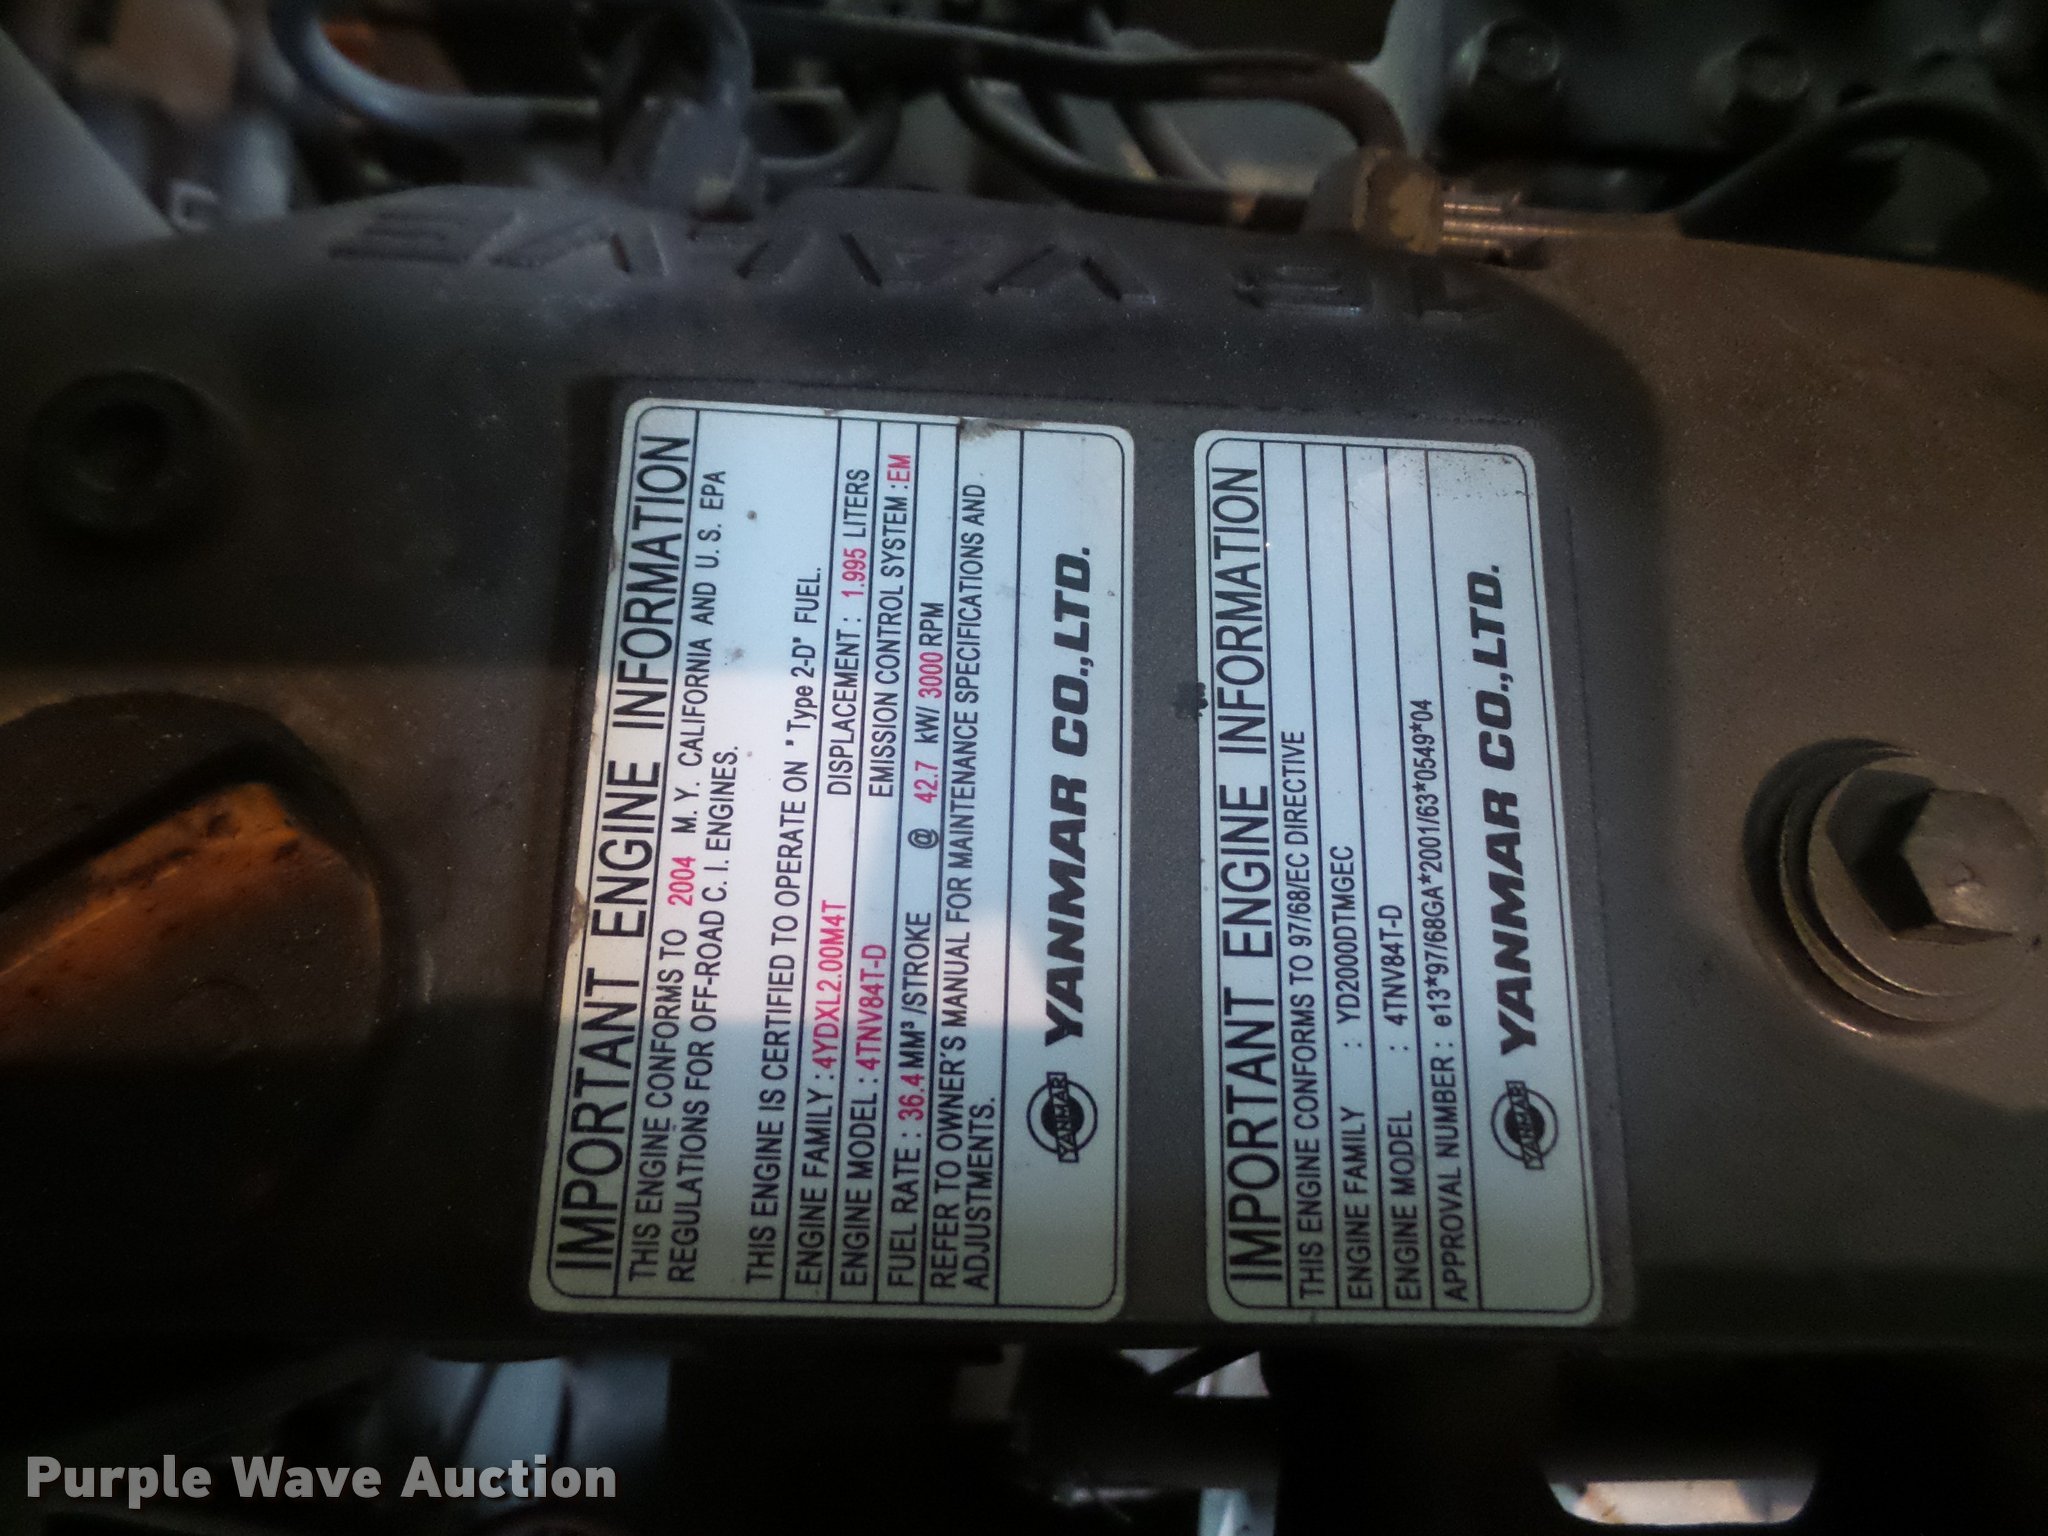 16 VALVE
IMPORTANT ENGINE INFORMATION
THIS ENGINE CONFORMS TO 2004 M. Y. CALIFORNIA AND U. S. EPA
REGULATIONS FOR OFF-ROAD C. I. ENGINES.
THIS ENGINE IS CERTIFIED TO OPERATE ON " Type 2-D" FUEL.
ENGINE FAMILY : 4YDXL2.00M4T DISPLACEMENT : 1.995 LITERS
ENGINE MODEL : 4TNV84T-D EMISSION CONTROL SYSTEM : EM
FUEL RATE : 36.4 MM³ /STROKE @ 42.7 kW/ 3000 RPM
REFER TO OWNER'S MANUAL FOR MAINTENANCE SPECIFICATIONS AND
ADJUSTMENTS.
YANMAR YANMAR CO.,LTD.
IMPORTANT ENGINE INFORMATION
THIS ENGINE CONFORMS TO 97/68/EC DIRECTIVE
ENGINE FAMILY : YD2000DTMGEC
ENGINE MODEL : 4TNV84T-D
APPROVAL NUMBER : e13*97/68GA*2001/63*0549*04
YANMAR YANMAR CO.,LTD.
Purple Wave Auction